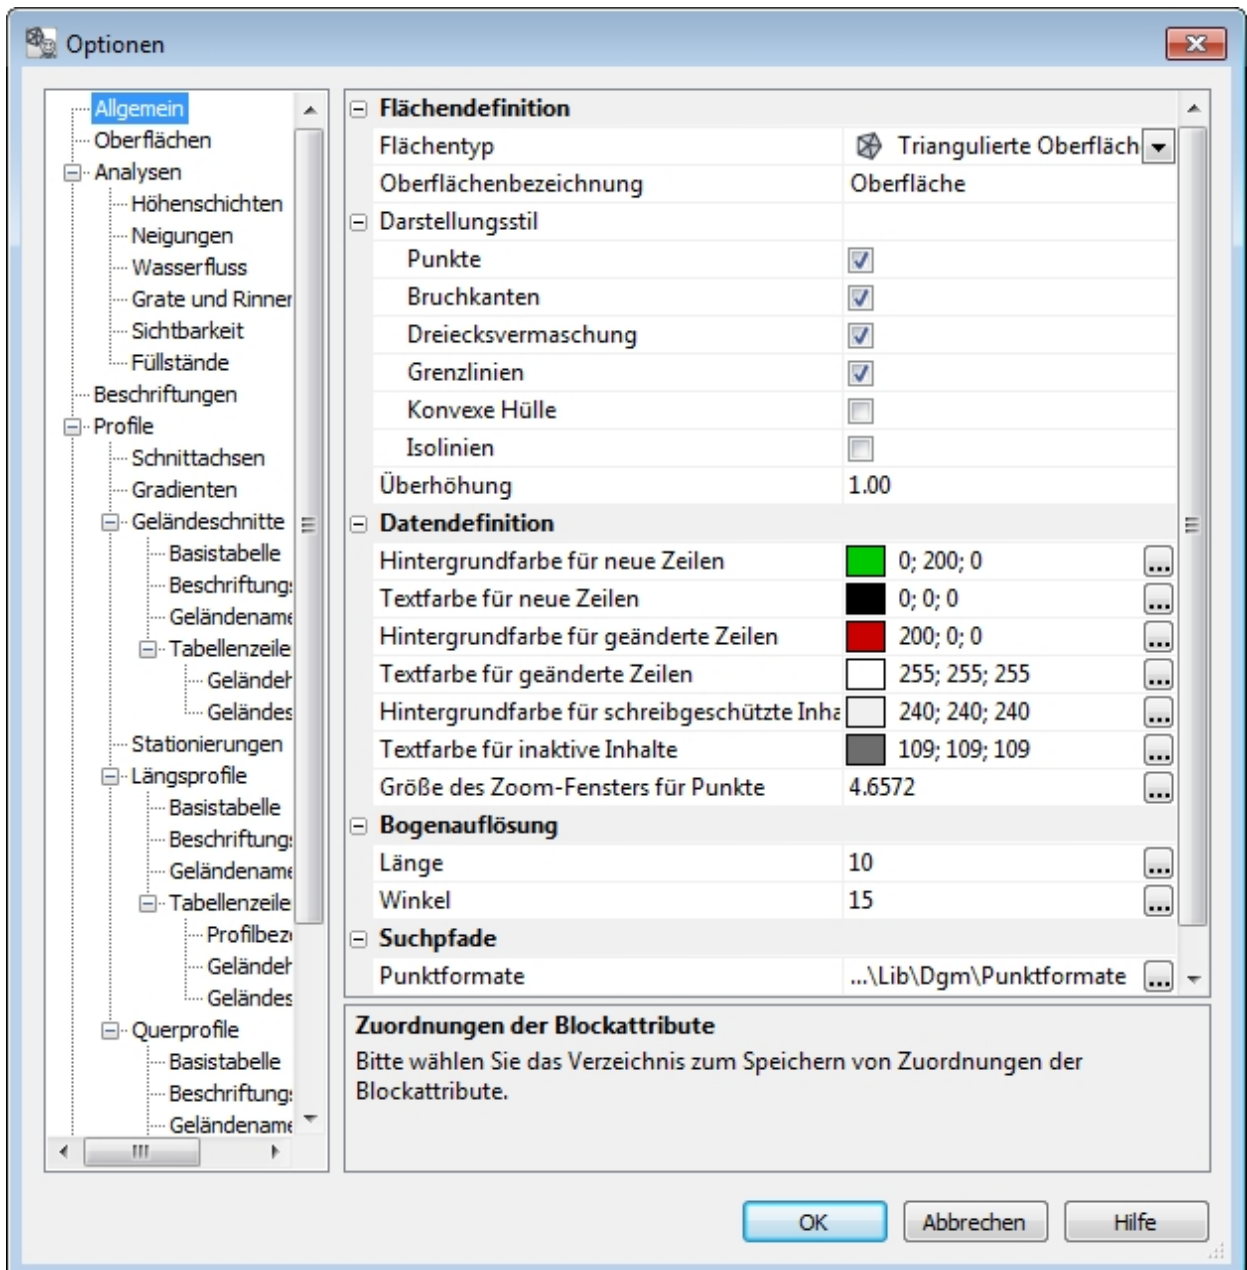 Optionen
Allgemein
Oberflächen
Analysen
Höhenschichten
Neigungen
Wasserfluss
Grate und Rinner
Sichtbarkeit
Füllstände
Beschriftungen
Profile
Schnittachsen
Gradienten
Geländeschnitte
Basistabelle
Beschriftung
Geländename
Tabellenzeile
Geländeh
Geländes
Stationierungen
Längsprofile
Basistabelle
Beschriftung
Geländename
Tabellenzeile
Profilbeze
Geländeh
Geländes
Querprofile
Basistabelle
Beschriftung
Geländename
Flächendefinition
Flächentyp Triangulierte Oberfläch
Oberflächenbezeichnung Oberfläche
Darstellungsstil
Punkte
Bruchkanten
Dreiecksvermaschung
Grenzlinien
Konvexe Hülle
Isolinien
Überhöhung 1.00
Datendefinition
Hintergrundfarbe für neue Zeilen 0; 200; 0 ...
Textfarbe für neue Zeilen 0; 0; 0 ...
Hintergrundfarbe für geänderte Zeilen 200; 0; 0 ...
Textfarbe für geänderte Zeilen 255; 255; 255 ...
Hintergrundfarbe für schreibgeschützte Inha 240; 240; 240 ...
Textfarbe für inaktive Inhalte 109; 109; 109 ...
Größe des Zoom-Fensters für Punkte 4.6572 ...
Bogenauflösung
Länge 10 ...
Winkel 15 ...
Suchpfade
Punktformate ...\Lib\Dgm\Punktformate ...
Zuordnungen der Blockattribute
Bitte wählen Sie das Verzeichnis zum Speichern von Zuordnungen der
Blockattribute.
OK Abbrechen Hilfe